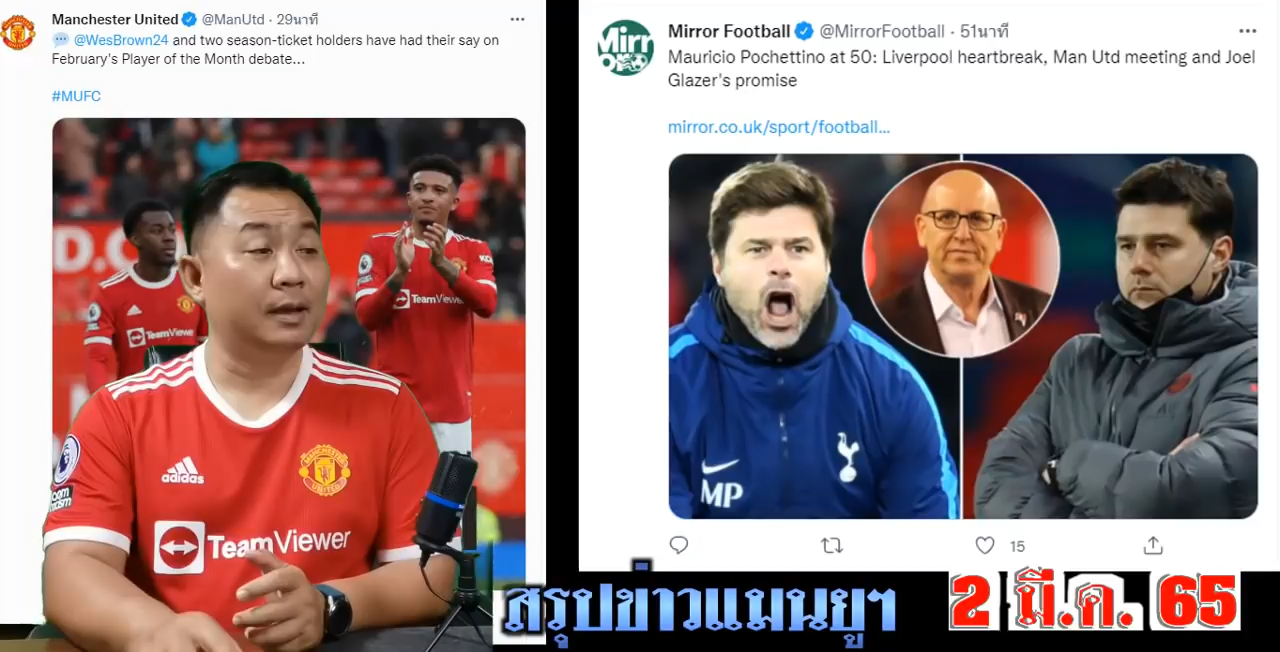 Manchester United @ManUtd · 29นาที
💬 @WesBrown24 and two season-ticket holders have had their say on
February's Player of the Month debate...
#MUFC
D.C
TeamViewer
TeamViewer
adidas
TeamViewer
Mirror Football @MirrorFootball · 51นาที
Mauricio Pochettino at 50: Liverpool heartbreak, Man Utd meeting and Joel
Glazer's promise
mirror.co.uk/sport/football...
MP
15
สรุปข่าวแมนยูฯ
2 มี.ค. 65